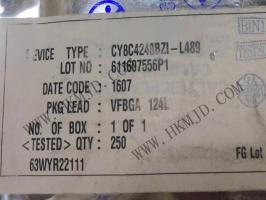 DEVICE TYPE : CY8C4248BZI-L489
LOT NO : 611607556P1
DATE CODE : 1607
PKG LEAD : VFBGA 124L
NO. OF BOX : 1 OF 1
<TESTED> QTY : 250
63WYR22111
FG Lot
BIN1
WWW.HKMJD.COM